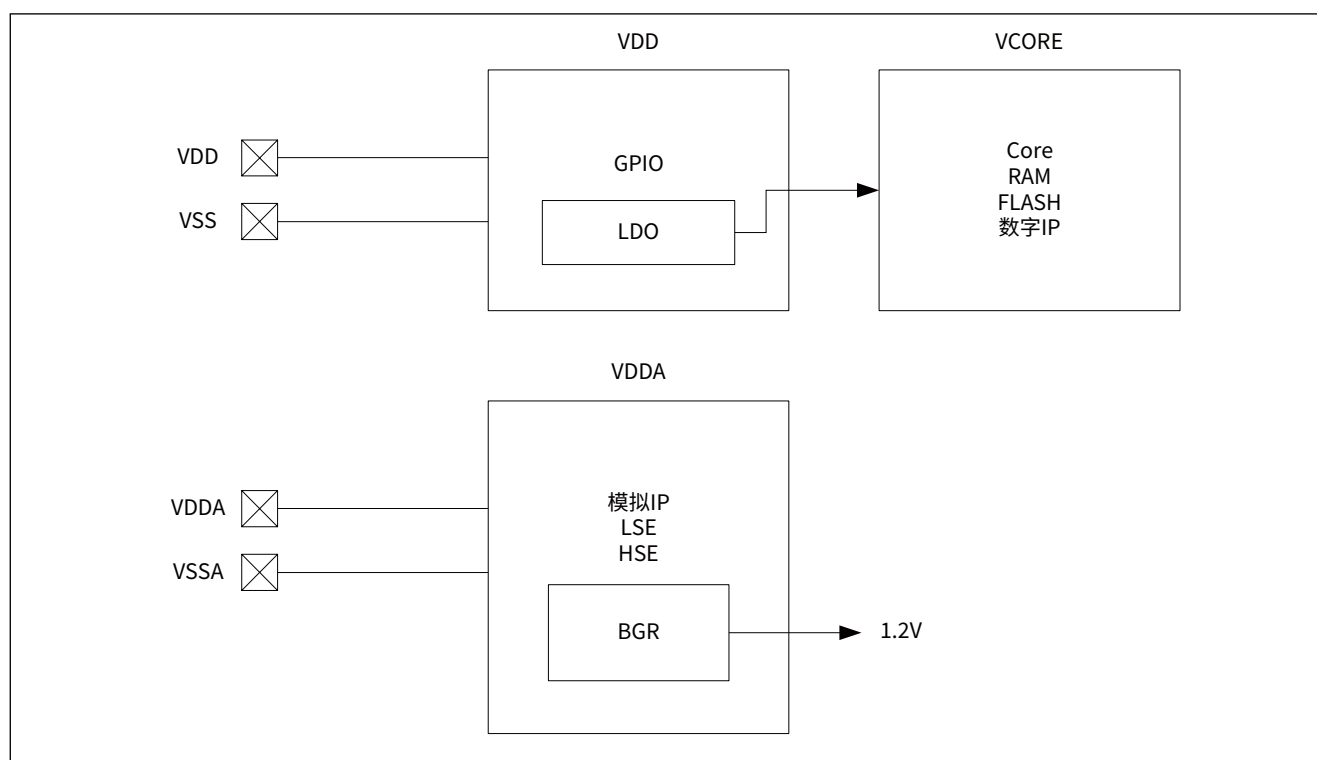 VDD
VCORE
VDD
VSS
GPIO
LDO
Core
RAM
FLASH
数字IP
VDDA
VDDA
VSSA
模拟IP
LSE
HSE
BGR
1.2V